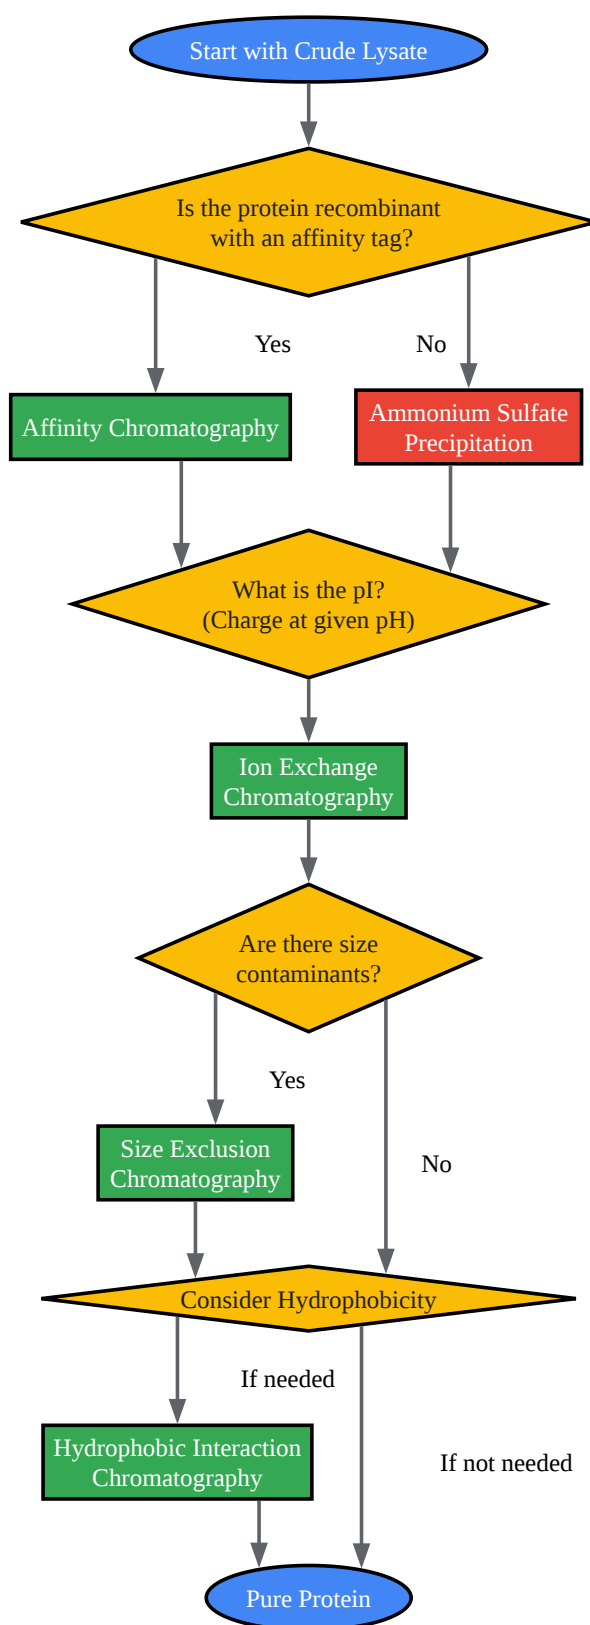 Start with Crude Lysate
Is the protein recombinant
with an affinity tag?
Yes
No
Affinity Chromatography
Ammonium Sulfate
Precipitation
What is the pI?
(Charge at given pH)
Ion Exchange
Chromatography
Are there size
contaminants?
Yes
Size Exclusion
Chromatography
No
Consider Hydrophobicity
If needed
Hydrophobic Interaction
Chromatography
If not needed
Pure Protein